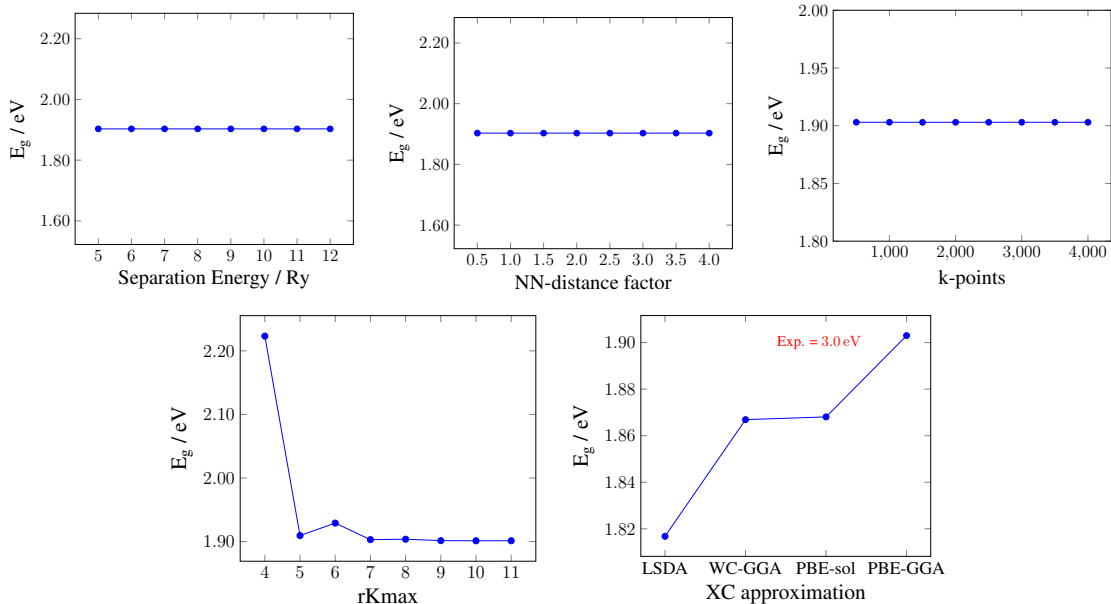 2.20
2.00
1.80
1.60
E_g / eV
5 6 7 8 9 10 11 12
Separation Energy / Ry
2.20
2.00
1.80
1.60
E_g / eV
0.5 1.0 1.5 2.0 2.5 3.0 3.5 4.0
NN-distance factor
2.00
1.95
1.90
1.85
1.80
E_g / eV
1,000 2,000 3,000 4,000
k-points
2.20
2.10
2.00
1.90
E_g / eV
4 5 6 7 8 9 10 11
rKmax
Exp. = 3.0 eV
1.90
1.88
1.86
1.84
1.82
E_g / eV
LSDA WC-GGA PBE-sol PBE-GGA
XC approximation